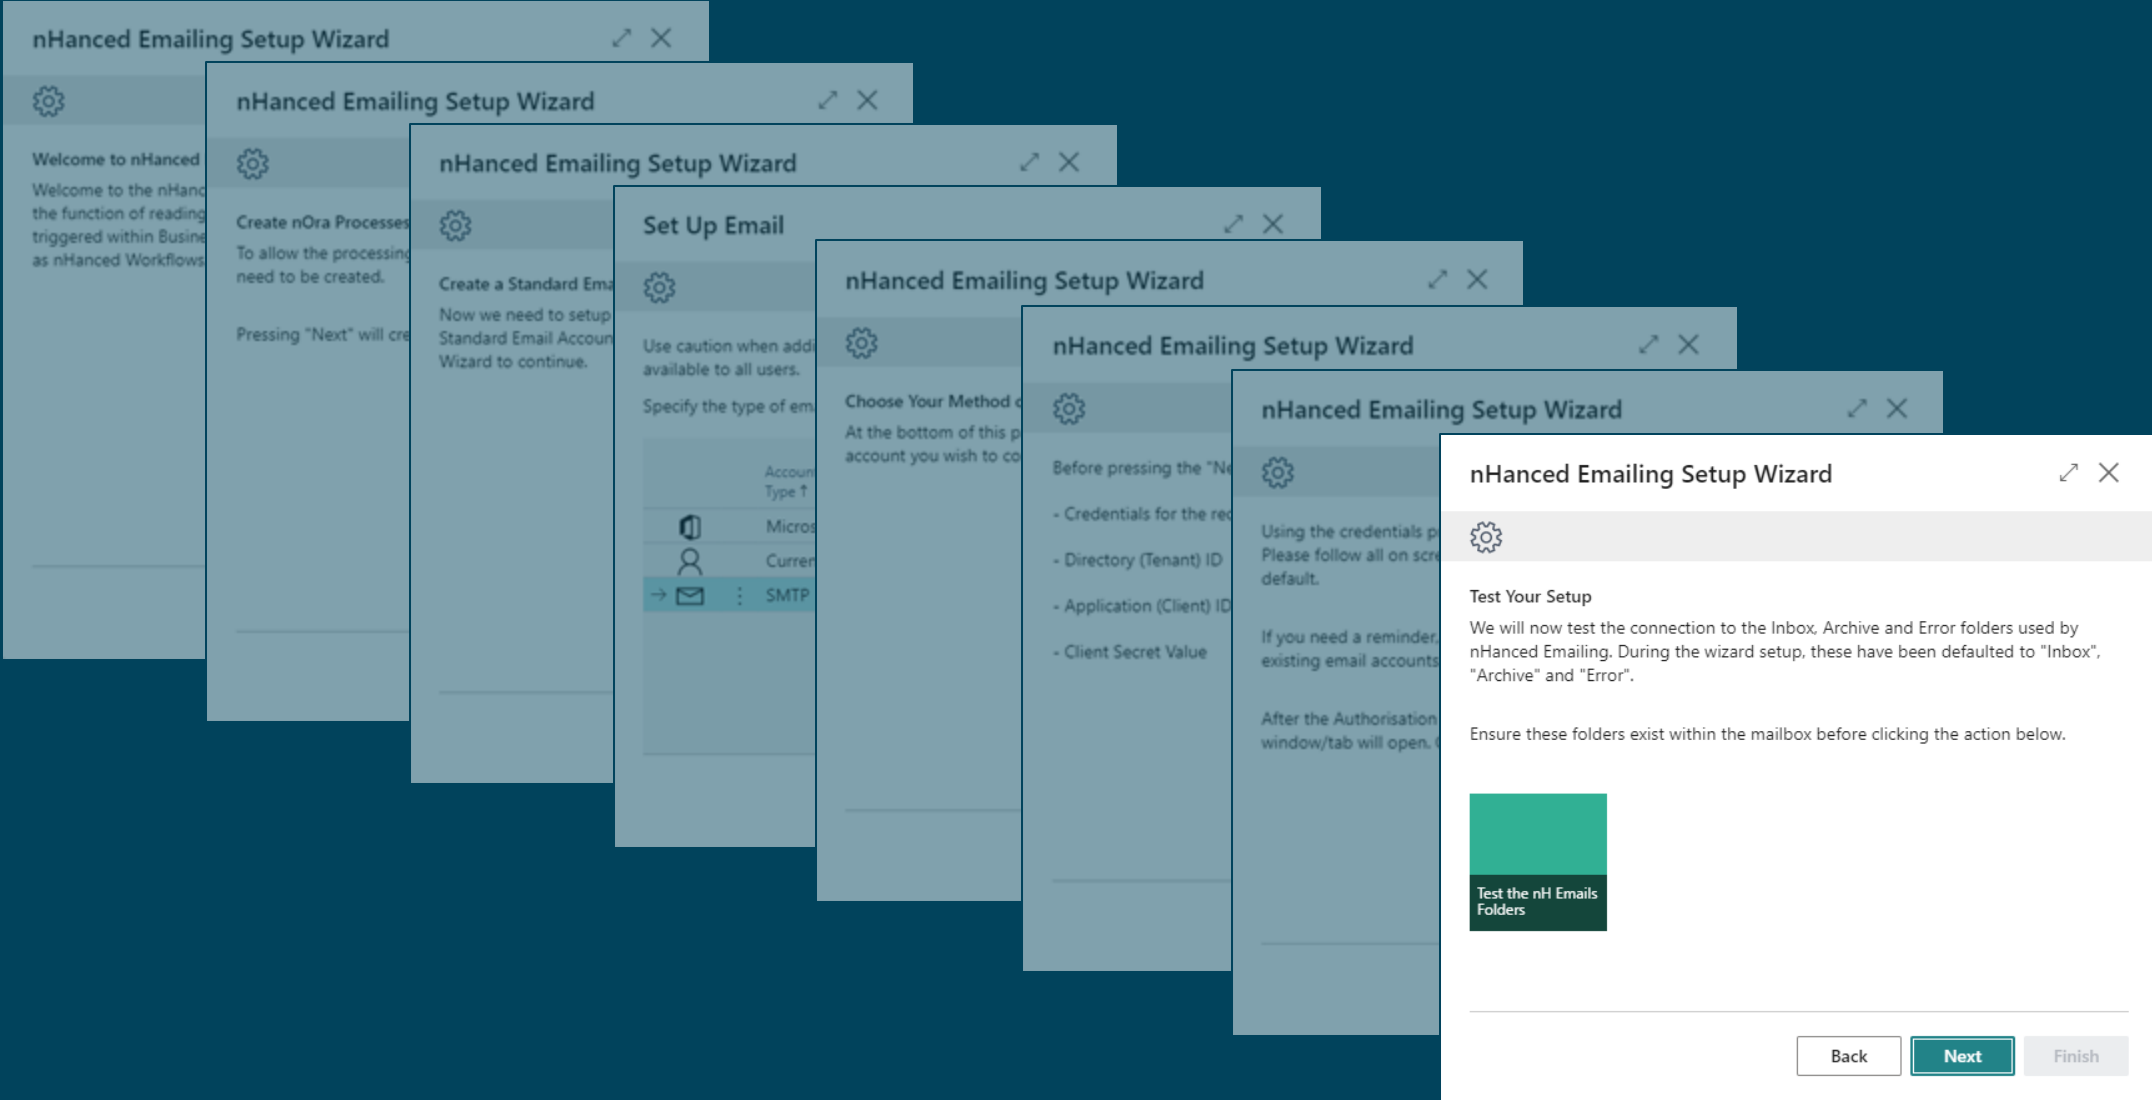 nHanced Emailing Setup Wizard
Welcome to nHanced
Welcome to the nHanc
the function of reading
triggered within Busine
as nHanced Workflows
nHanced Emailing Setup Wizard
Create nOra Processes
To allow the processing
need to be created.
Pressing "Next" will cre
nHanced Emailing Setup Wizard
Create a Standard Ema
Now we need to setup
Standard Email Accoun
Wizard to continue.
Set Up Email
Use caution when addi
available to all users.
Specify the type of em
Accoun
Type ↑
Micros
Curren
SMTP
nHanced Emailing Setup Wizard
Choose Your Method o
At the bottom of this p
account you wish to co
nHanced Emailing Setup Wizard
Before pressing the "Ne
- Credentials for the rec
- Directory (Tenant) ID
- Application (Client) ID
- Client Secret Value
nHanced Emailing Setup Wizard
Using the credentials p
Please follow all on scre
default.
If you need a reminder,
existing email accounts
After the Authorisation
window/tab will open.
nHanced Emailing Setup Wizard
Test Your Setup
We will now test the connection to the Inbox, Archive and Error folders used by
nHanced Emailing. During the wizard setup, these have been defaulted to "Inbox",
"Archive" and "Error".
Ensure these folders exist within the mailbox before clicking the action below.
Test the nH Emails
Folders
Back
Next
Finish